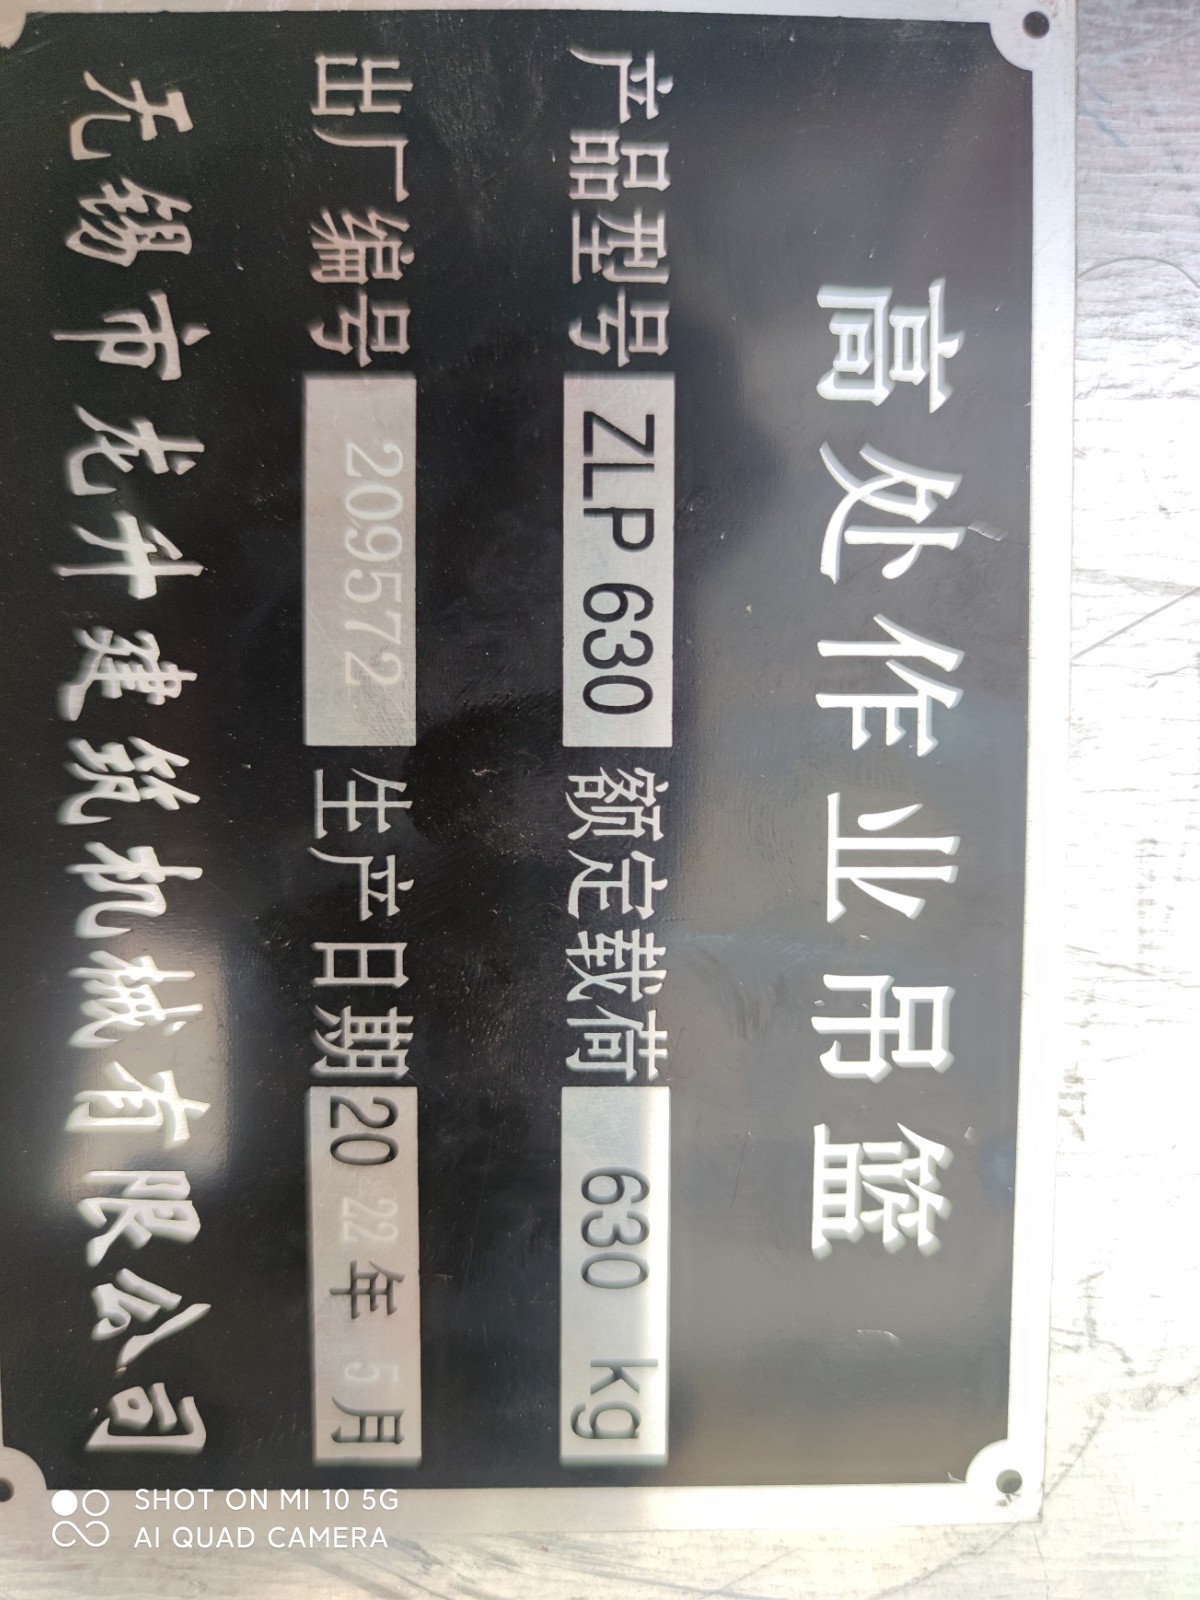 高处作业吊篮
产品型号 ZLP 630 额定载荷 630 kg
出厂编号 209572 生产日期 20 22 年 5 月
无锡市龙升建筑机械有限公司
SHOT ON MI 10 5G
AI QUAD CAMERA